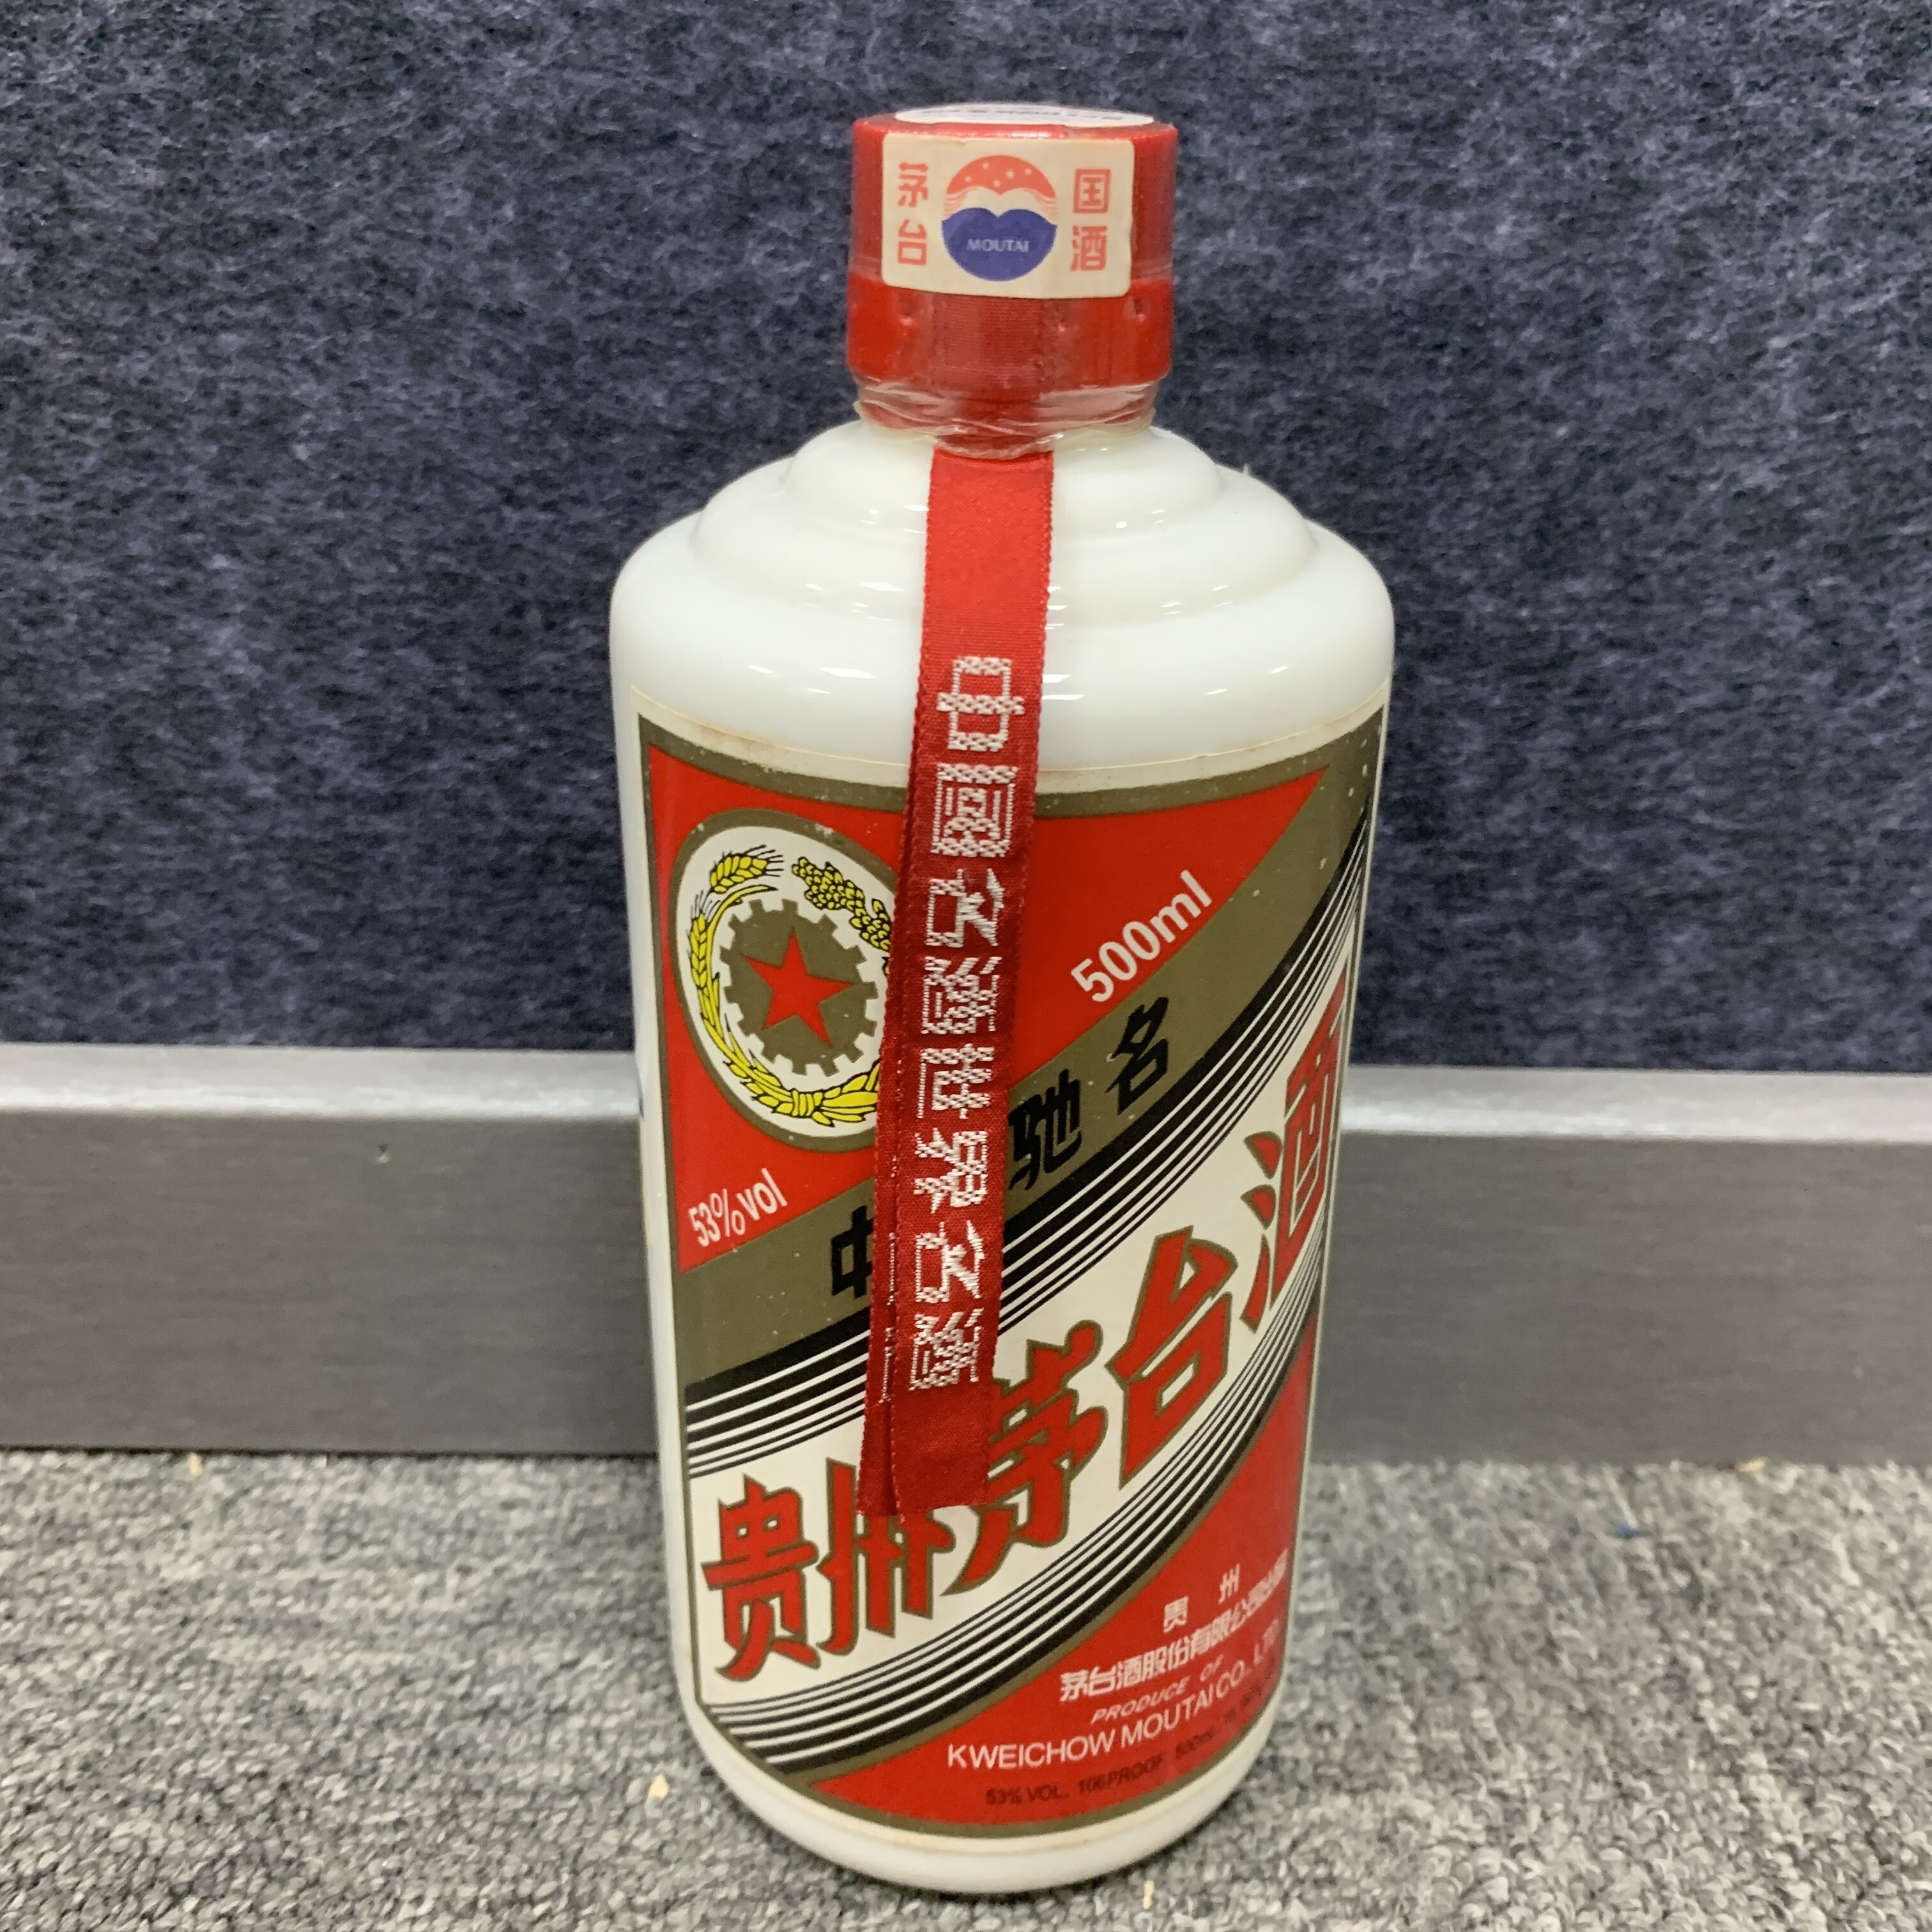 国酒
茅台
MOUTAI
中國名酒世界名酒
500ml
53%vol
中 驰名
贵州茅台酒
贵州
茅台酒股份有限公司出品
PRODUCE OF
KWEICHOW MOUTAI CO., LTD
53% VOL. 106PROOF 500ml